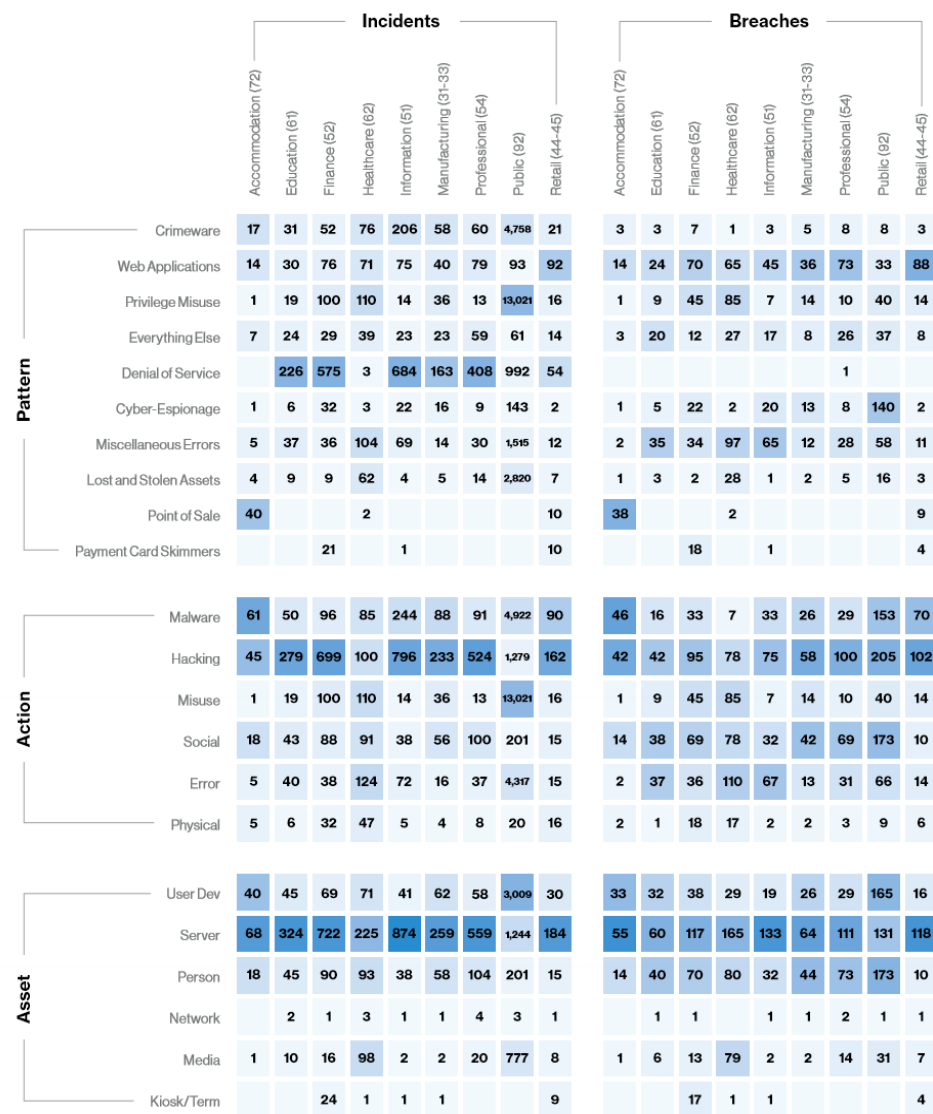 Incidents Breaches
Accommodation (72) Education (61) Finance (52) Healthcare (62) Information (51) Manufacturing (31-33) Professional (54) Public (92) Retail (44-45) Accommodation (72) Education (61) Finance (52) Healthcare (62) Information (51) Manufacturing (31-33) Professional (54) Public (92) Retail (44-45)
Pattern
Crimeware 17 31 52 76 206 58 60 4,758 21 3 3 7 1 3 5 8 8 3
Web Applications 14 30 76 71 75 40 79 93 92 14 24 70 65 45 36 73 33 88
Privilege Misuse 1 19 100 110 14 36 13 13,021 16 1 9 45 85 7 14 10 40 14
Everything Else 7 24 29 39 23 23 59 61 14 3 20 12 27 17 8 26 37 8
Denial of Service 226 575 3 684 163 408 992 54 1
Cyber-Espionage 1 6 32 3 22 16 9 143 2 1 5 22 2 20 13 8 140 2
Miscellaneous Errors 5 37 36 104 69 14 30 1,515 12 2 35 34 97 65 12 28 58 11
Lost and Stolen Assets 4 9 9 62 4 5 14 2,820 7 1 3 2 28 1 2 5 16 3
Point of Sale 40 2 10 38 2 9
Payment Card Skimmers 21 1 10 18 1 4
Action
Malware 61 50 96 85 244 88 91 4,922 90 46 16 33 7 33 26 29 153 70
Hacking 45 279 699 100 796 233 524 1,279 162 42 42 95 78 75 58 100 205 102
Misuse 1 19 100 110 14 36 13 13,021 16 1 9 45 85 7 14 10 40 14
Social 18 43 88 91 38 56 100 201 15 14 38 69 78 32 42 69 173 10
Error 5 40 38 124 72 16 37 4,317 15 2 37 36 110 67 13 31 66 14
Physical 5 6 32 47 5 4 8 20 16 2 1 18 17 2 2 3 9 6
Asset
User Dev 40 45 69 71 41 62 58 3,009 30 33 32 38 29 19 26 29 165 16
Server 68 324 722 225 874 259 559 1,244 184 55 60 117 165 133 64 111 131 118
Person 18 45 90 93 38 58 104 201 15 14 40 70 80 32 44 73 173 10
Network 2 1 3 1 1 4 3 1 1 1 1 1 2 1 1
Media 1 10 16 98 2 2 20 777 8 1 6 13 79 2 2 14 31 7
Kiosk/Term 24 1 1 1 9 17 1 1 4